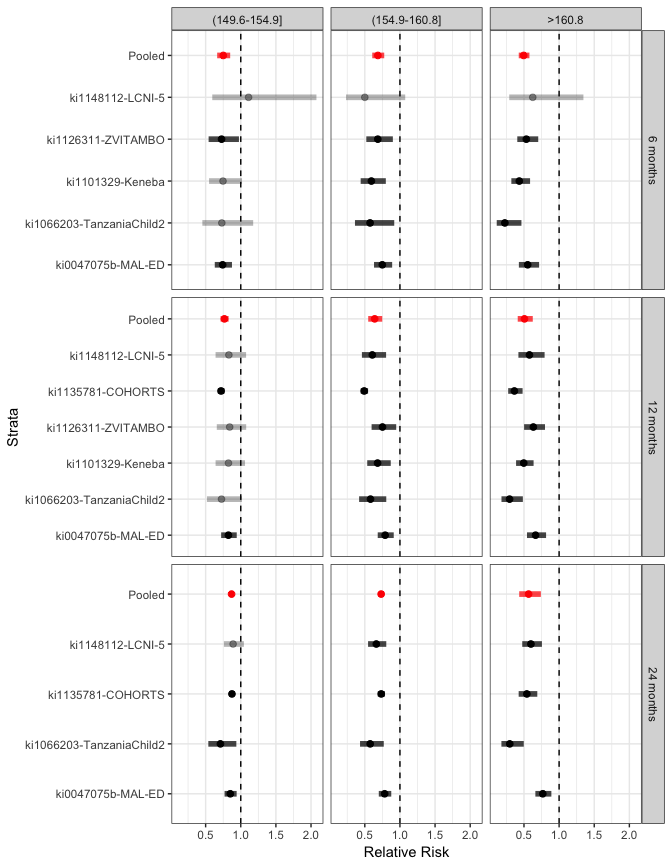 (149.6-154.9]
(154.9-160.8]
>160.8
Pooled
ki1148112-LCNI-5
ki1126311-ZVITAMBO
ki1101329-Keneba
ki1066203-TanzaniaChild2
ki0047075b-MAL-ED
6 months
Pooled
ki1148112-LCNI-5
ki1135781-COHORTS
ki1126311-ZVITAMBO
ki1101329-Keneba
ki1066203-TanzaniaChild2
ki0047075b-MAL-ED
12 months
Pooled
ki1148112-LCNI-5
ki1135781-COHORTS
ki1066203-TanzaniaChild2
ki0047075b-MAL-ED
24 months
Strata
0.5 1.0 1.5 2.0 0.5 1.0 1.5 2.0 0.5 1.0 1.5 2.0
Relative Risk